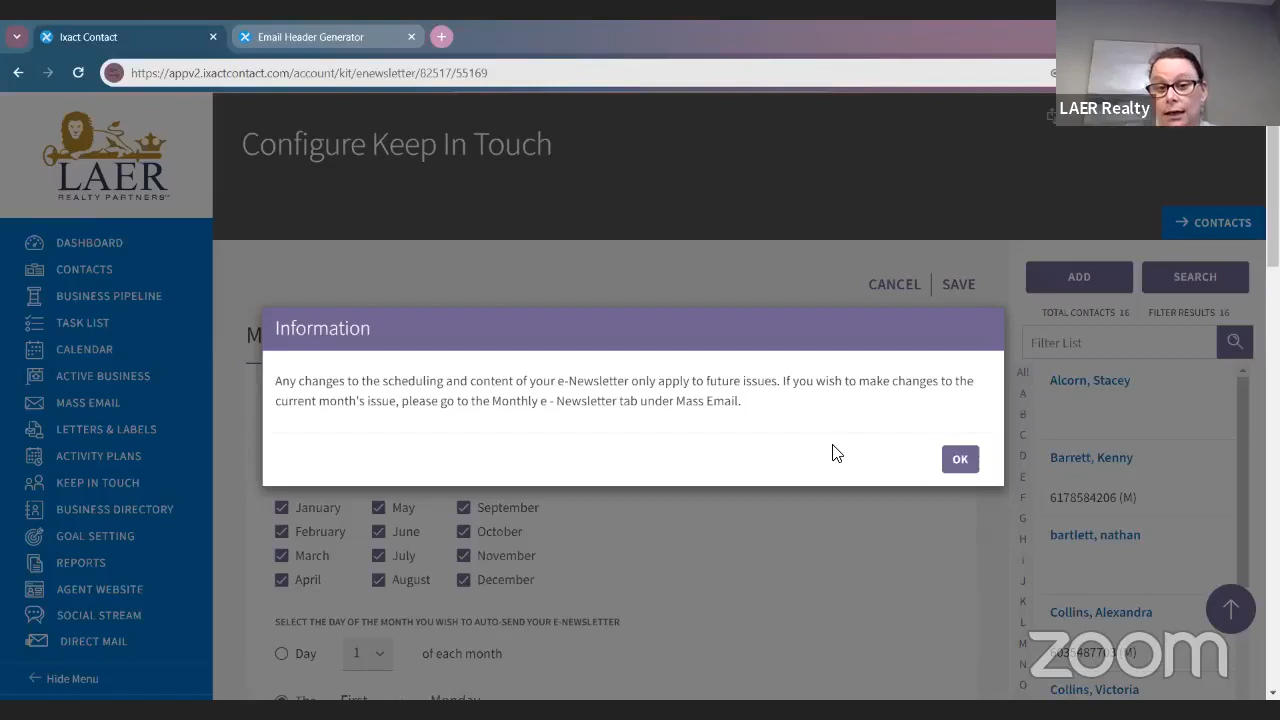 Ixact Contact
Email Header Generator
https://appv2.ixactcontact.com/account/kit/enewsletter/82517/55169
LAER Realty
LAER
REALTY PARTNERS
Configure Keep In Touch
CONTACTS
DASHBOARD
CONTACTS
BUSINESS PIPELINE
TASK LIST
CALENDAR
ACTIVE BUSINESS
MASS EMAIL
LETTERS & LABELS
ACTIVITY PLANS
KEEP IN TOUCH
BUSINESS DIRECTORY
GOAL SETTING
REPORTS
AGENT WEBSITE
SOCIAL STREAM
DIRECT MAIL
Hide Menu
CANCEL SAVE
M
Information
Any changes to the scheduling and content of your e-Newsletter only apply to future issues. If you wish to make changes to the
current month's issue, please go to the Monthly e - Newsletter tab under Mass Email.
OK
January May September
February June October
March July November
April August December
SELECT THE DAY OF THE MONTH YOU WISH TO AUTO-SEND YOUR E-NEWSLETTER
Day 1 of each month
The First Monday
ADD SEARCH
TOTAL CONTACTS 16 FILTER RESULTS 16
Filter List
All
A
B
C
D
E
F
G
H
i
J
K
L
M
N
O
Alcorn, Stacey
Barrett, Kenny
6178584206 (M)
bartlett, nathan
Collins, Alexandra
6035487703 (M)
Collins, Victoria
zoom